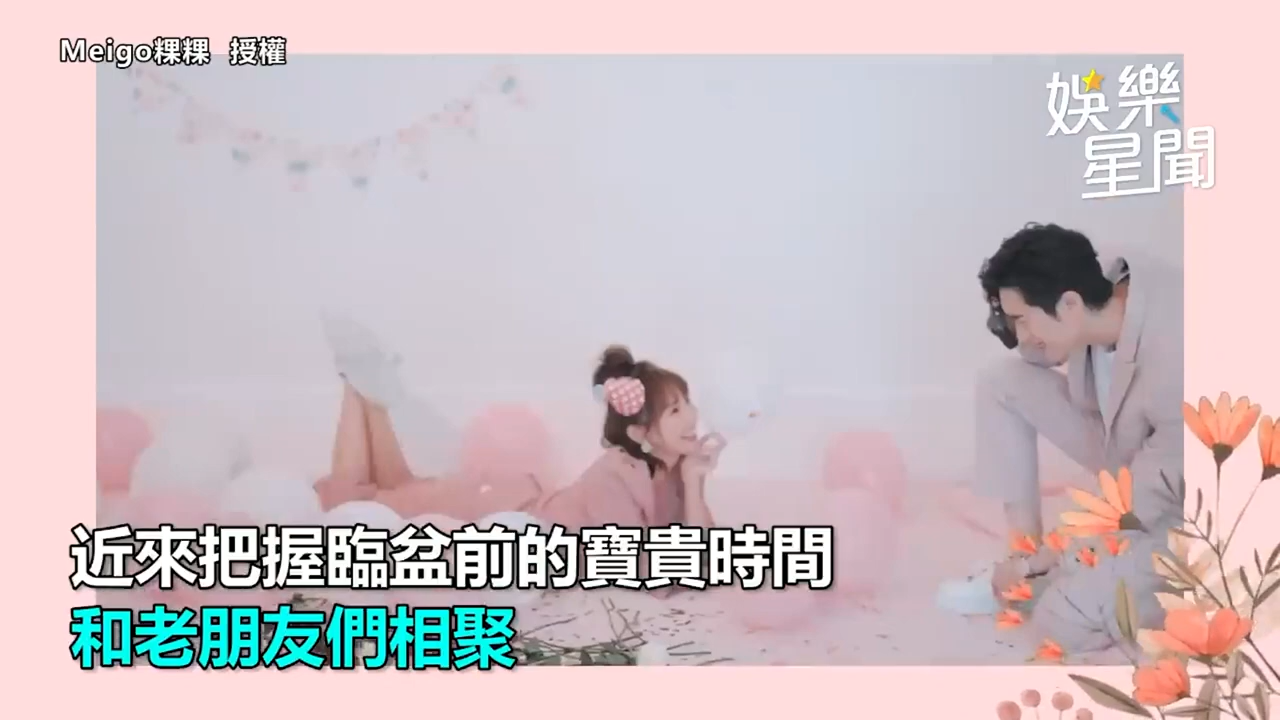 Meigo粿粿 授權
娛樂
星聞
近來把握臨盆前的寶貴時間
和老朋友們相聚